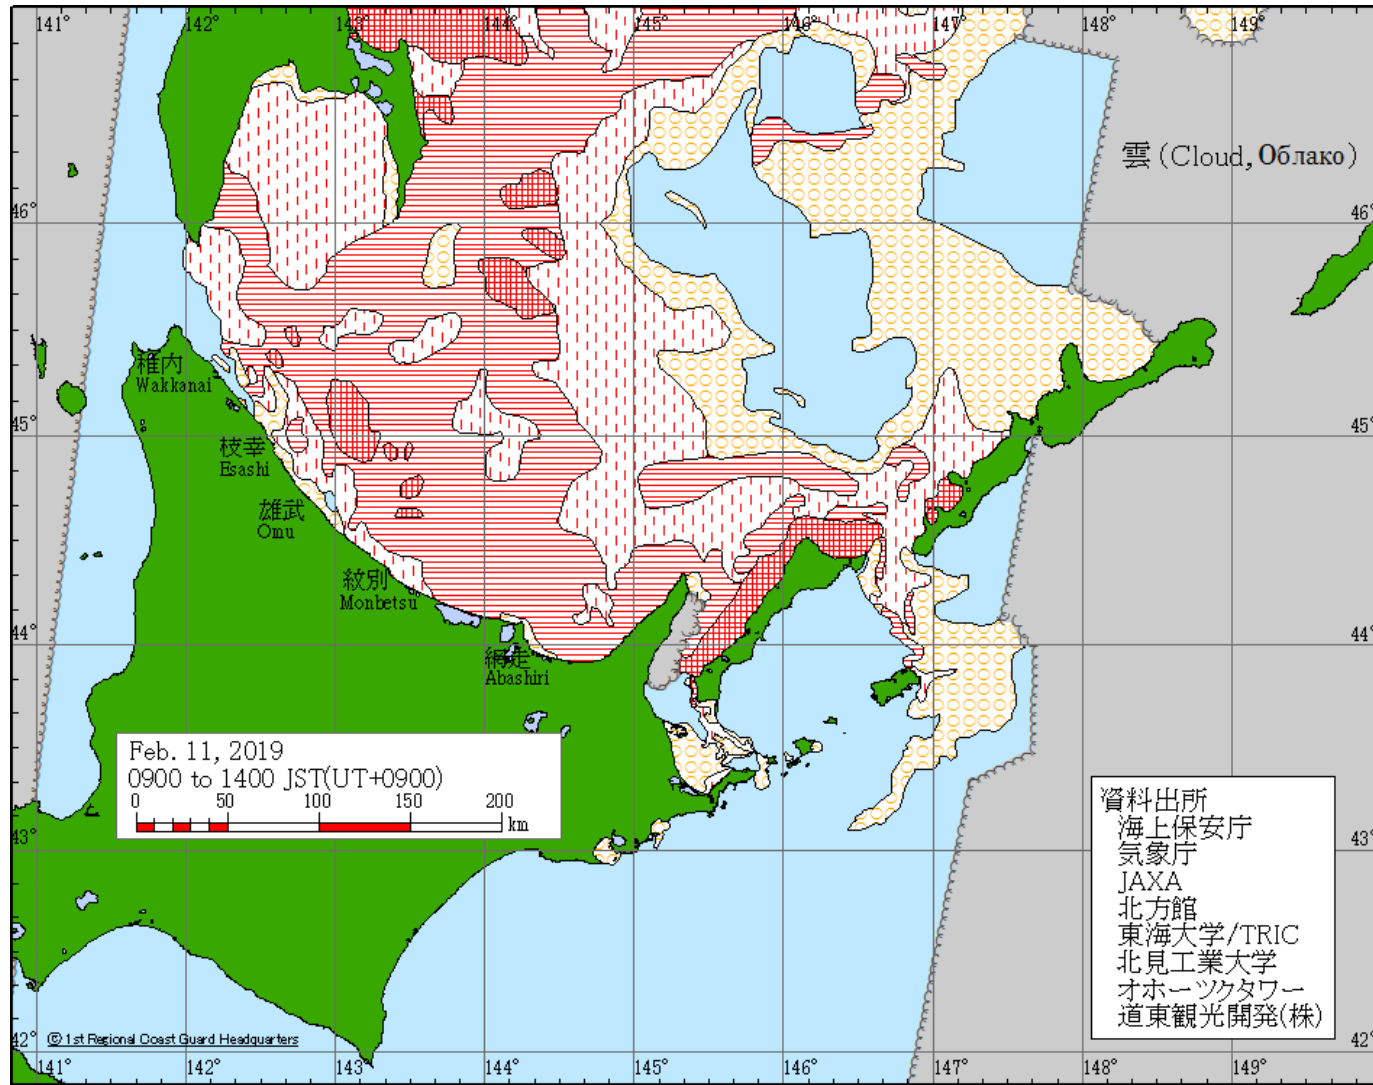 141° 142° 143° 144° 145° 146° 147° 148° 149°
雲 (Cloud, Облако)
46° 46°
稚内
Wakkanai
45° 45°
枝幸
Esashi
雄武
Omu
紋別
Monbetsu
44° 44°
網走
Abashiri
Feb. 11, 2019
0900 to 1400 JST(UT+0900)
0 50 100 150 200
km
資料出所
海上保安庁
気象庁
JAXA
北方館
東海大学/TRIC
北見工業大学
オホーツクタワー
道東観光開発(株)
43° 43°
42° 42°
© 1st Regional Coast Guard Headquarters
141° 142° 143° 144° 145° 146° 147° 148° 149°